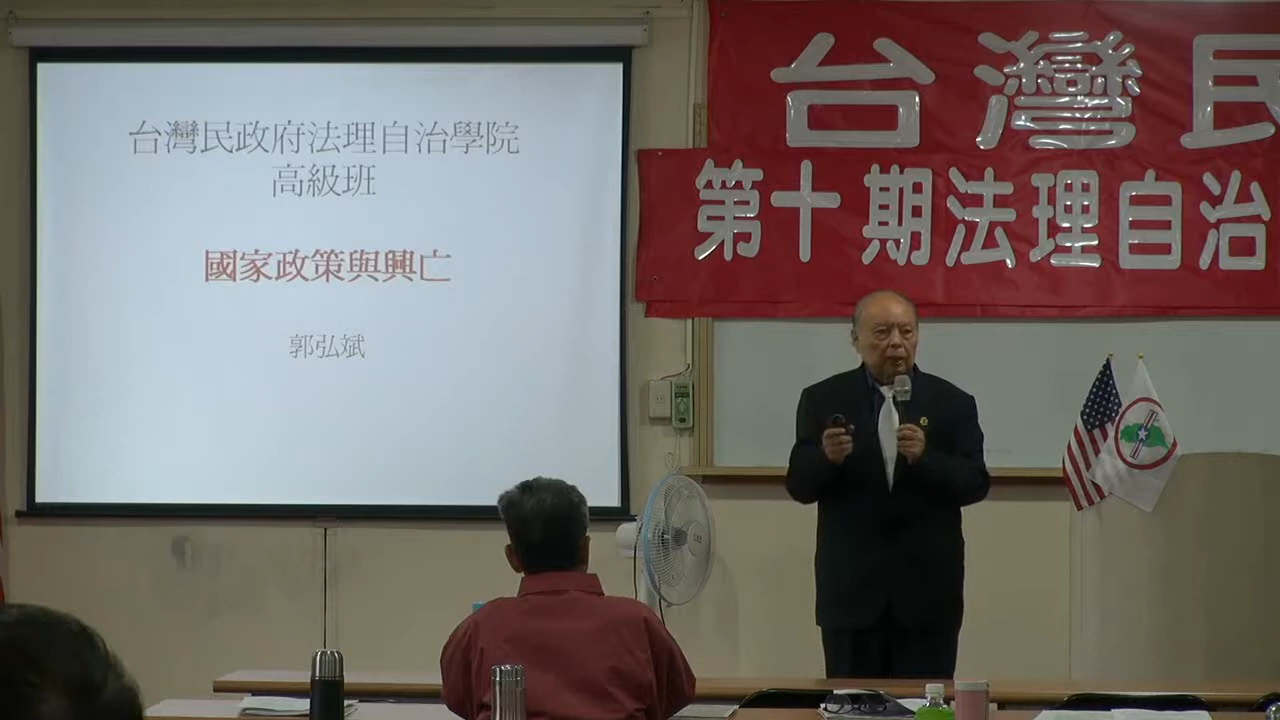 台灣民政府法理自治學院
高級班
國家政策與興亡
郭弘斌
台灣民
第十期法理自治